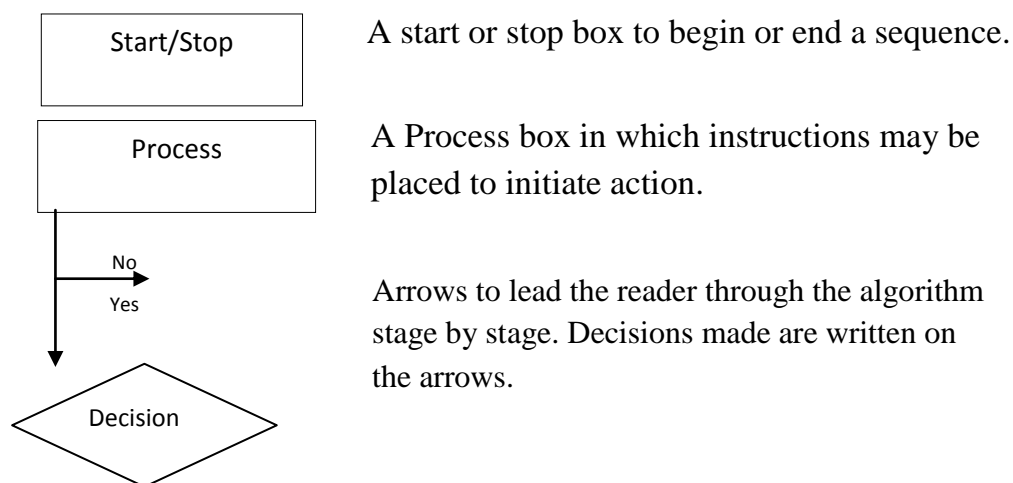 Start/Stop
A start or stop box to begin or end a sequence.
Process
A Process box in which instructions may be
placed to initiate action.
No
Yes
Arrows to lead the reader through the algorithm
stage by stage. Decisions made are written on
the arrows.
Decision